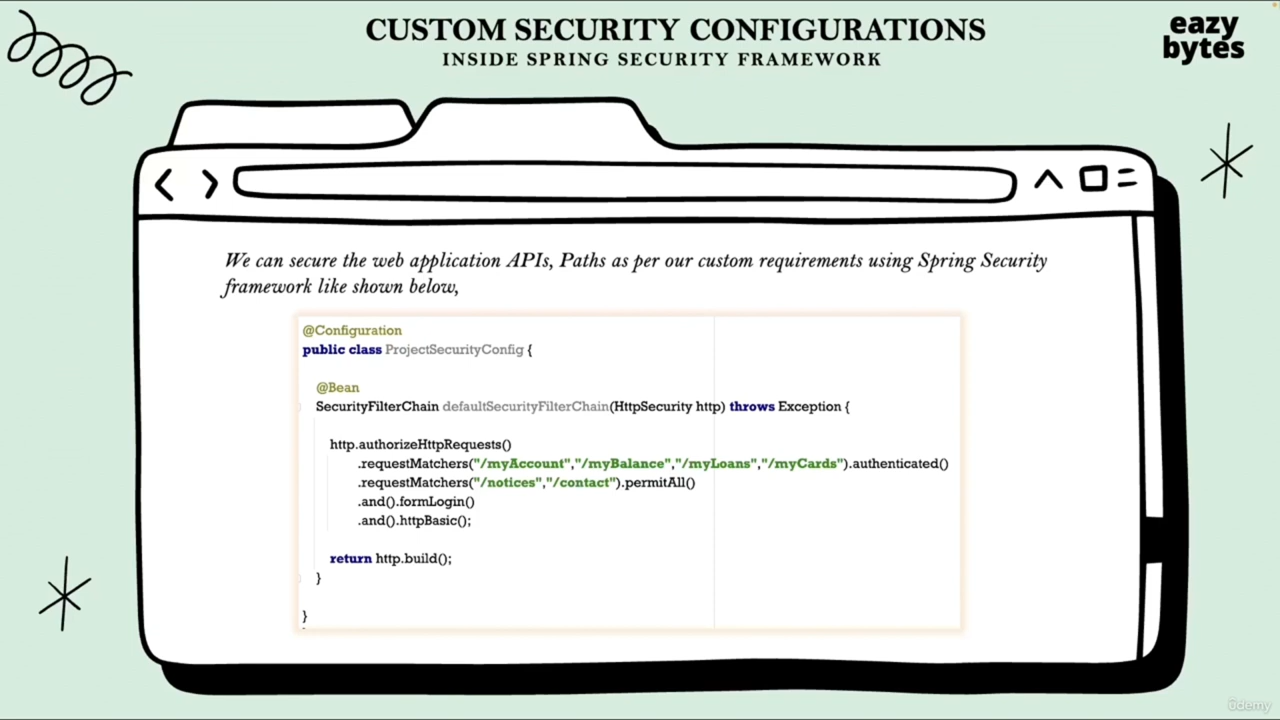 CUSTOM SECURITY CONFIGURATIONS
INSIDE SPRING SECURITY FRAMEWORK
eazy
bytes
We can secure the web application APIs, Paths as per our custom requirements using Spring Security
framework like shown below,
@Configuration
public class ProjectSecurityConfig {
@Bean
SecurityFilterChain defaultSecurityFilterChain(HttpSecurity http) throws Exception {
http.authorizeHttpRequests()
.requestMatchers("/myAccount","/myBalance","/myLoans","/myCards").authenticated()
.requestMatchers("/notices","/contact").permitAll()
.and().formLogin()
.and().httpBasic();
return http.build();
}
}
ûdemy